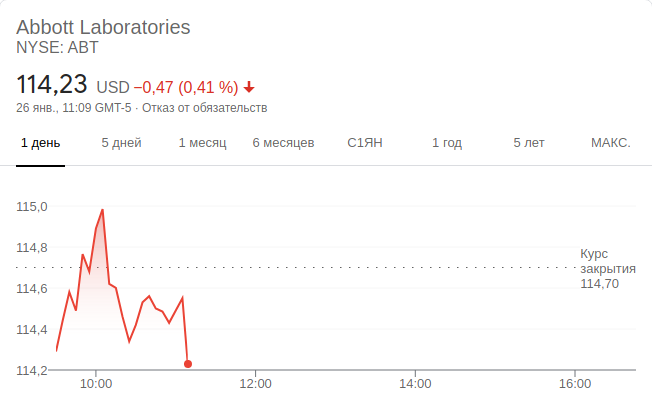 Abbott Laboratories
NYSE: ABT
114,23 USD −0,47 (0,41 %)
26 янв., 11:09 GMT-5 · Отказ от обязательств
1 день 5 дней 1 месяц 6 месяцев С1ЯН 1 год 5 лет МАКС.
115,0
114,8
Курс
закрытия
114,70
114,6
114,4
114,2
10:00 12:00 14:00 16:00